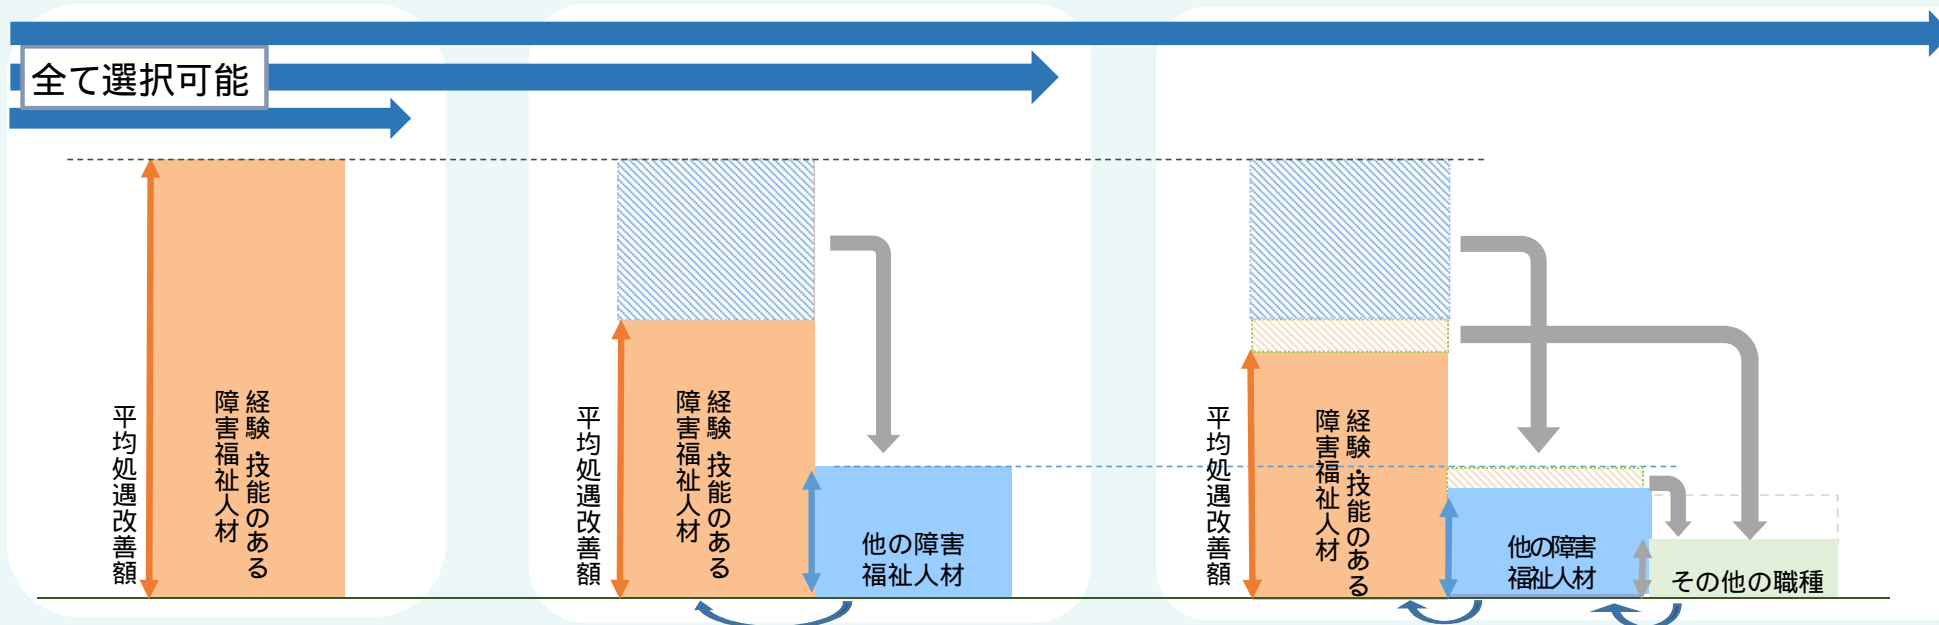 全て選択可能
平均処遇改善額
経験・技能のある
障害福祉人材
平均処遇改善額
経験・技能のある
障害福祉人材
他の障害
福祉人材
平均処遇改善額
経験・技能のある
障害福祉人材
他の障害
福祉人材
その他の職種